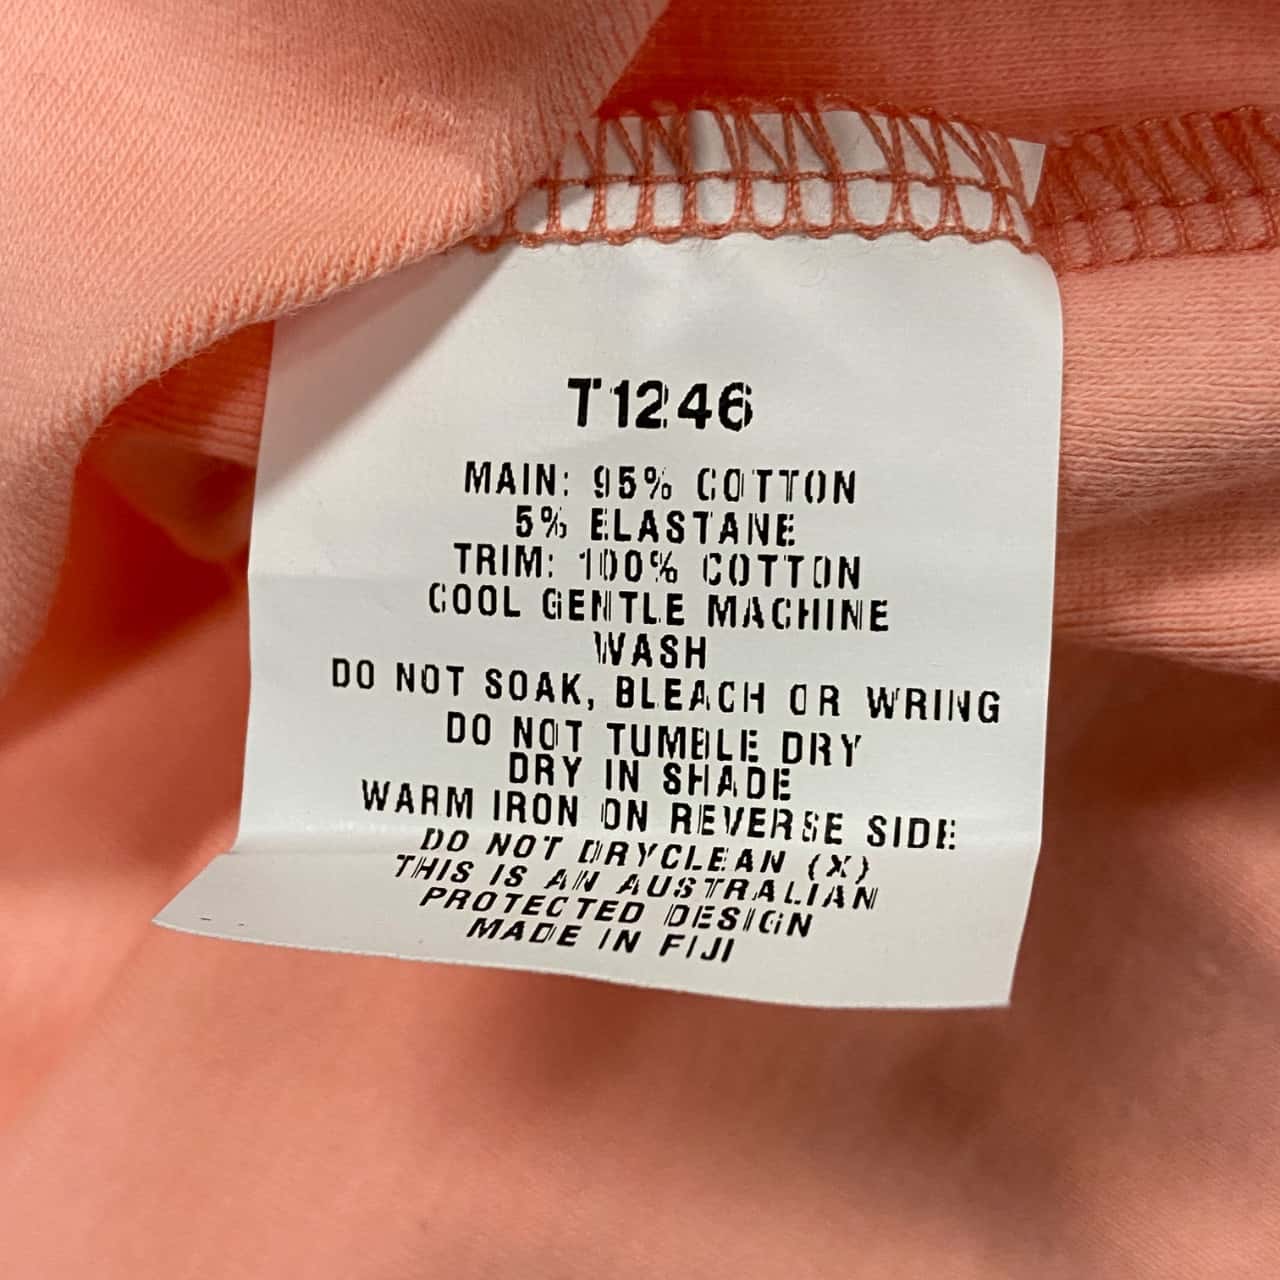 T1246
MAIN: 95% COTTON
5% ELASTANE
TRIM: 100% COTTON
COOL GENTLE MACHINE
WASH
DO NOT SOAK, BLEACH OR WRING
DO NOT TUMBLE DRY
DRY IN SHADE
WARM IRON ON REVERSE SIDE
DO NOT DRYCLEAN (X)
THIS IS AN AUSTRALIAN
PROTECTED DESIGN
MADE IN FIJI